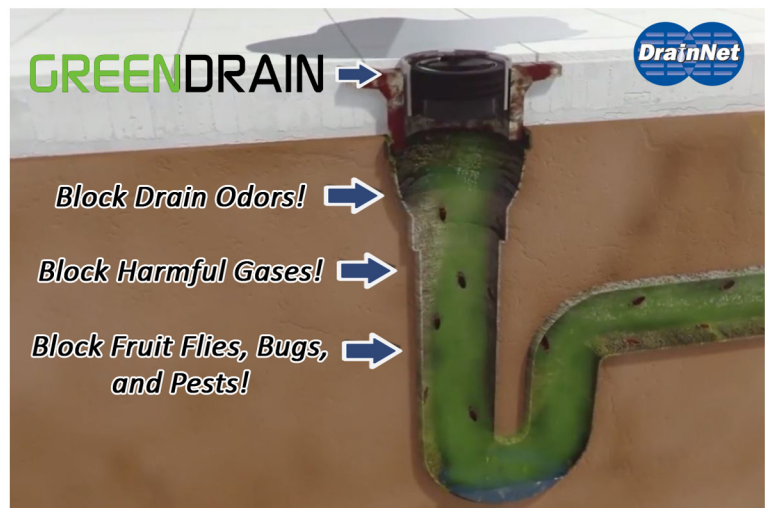 GREENDRAIN
DrainNet
Block Drain Odors!
Block Harmful Gases!
Block Fruit Flies, Bugs,
and Pests!